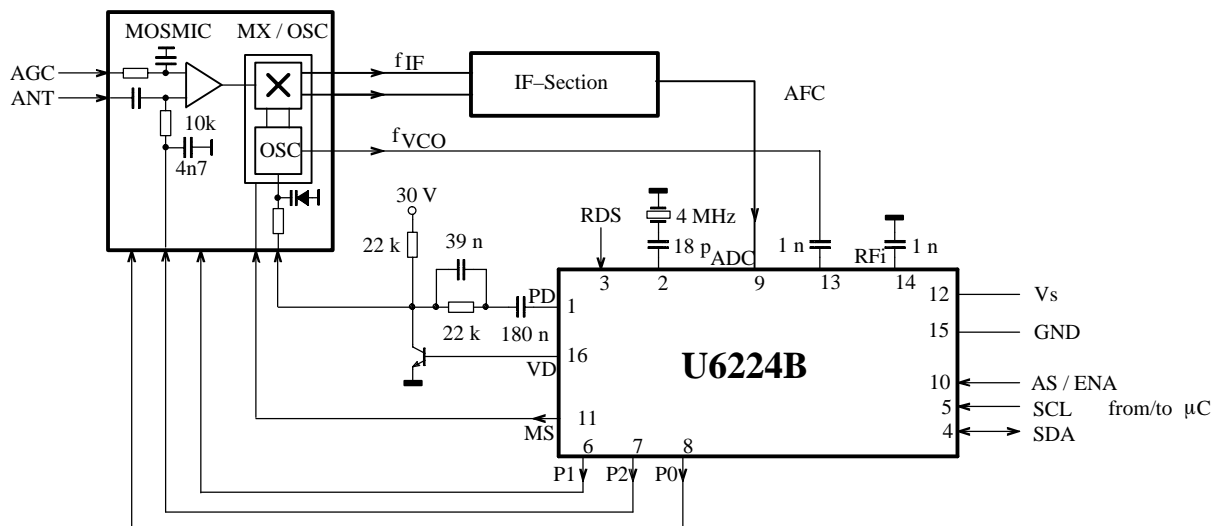 MOSMIC MX / OSC
AGC
ANT
f IF
IF–Section
AFC
10k
4n7
OSC
f VCO
30 V
22 k
39 n
RDS
4 MHz
18 p
ADC
1 n
RFi
1 n
3 2 9 13 14
PD
1
22 k
180 n
12 Vs
15 GND
16
VD
U6224B
10 AS / ENA
5 SCL from/to µC
4 SDA
11
MS
6 7 8
P1 P2 P0